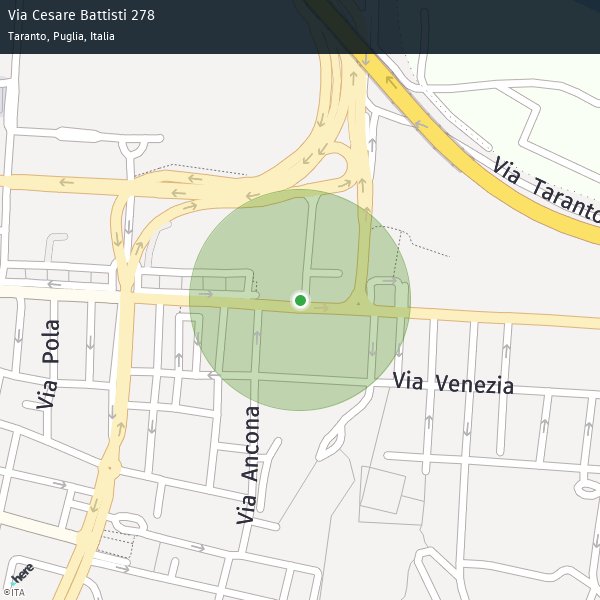 Via Cesare Battisti 278
Taranto, Puglia, Italia
Via Taranto
Via Pola
Via Venezia
Via Ancona
here
©ITA